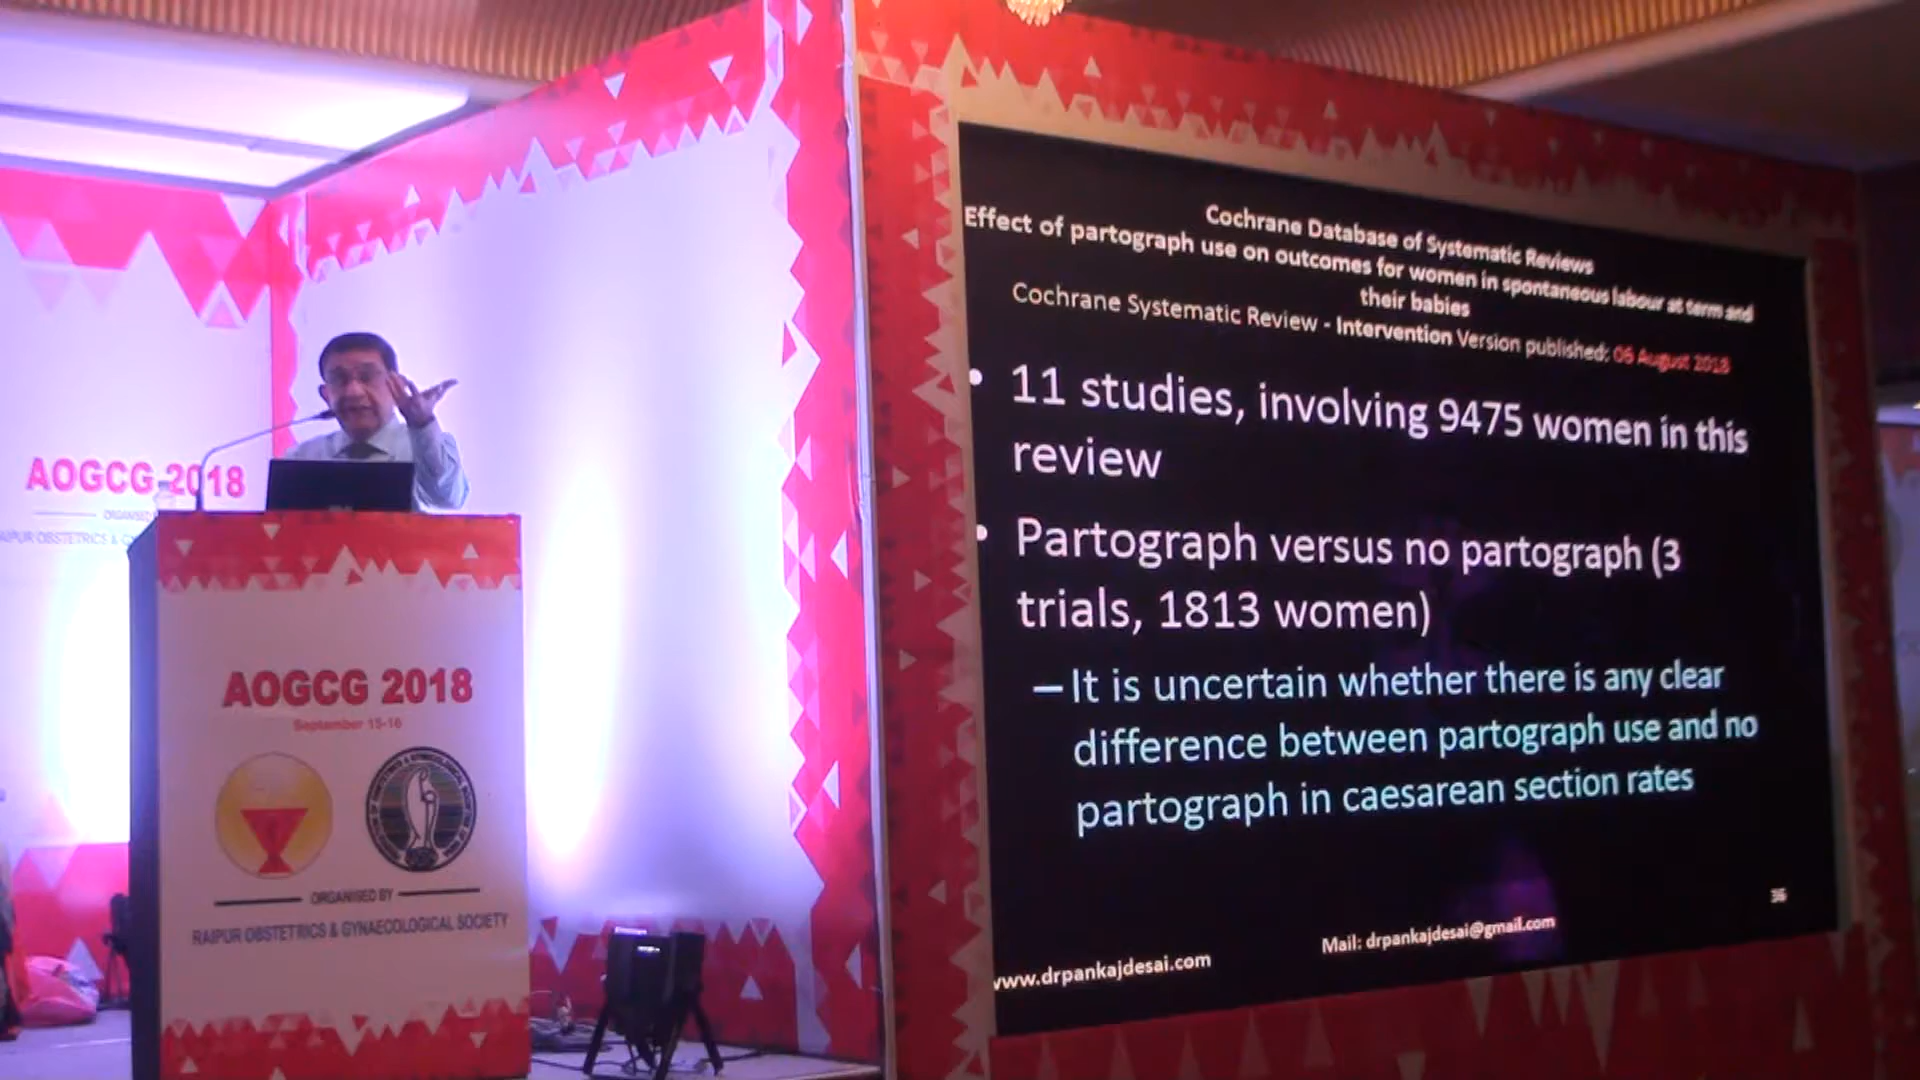 AOGCG 2018
ORGANISED
AOGCG 2018
September 15-16
ORGANISED BY
RAIPUR OBSTETRICS & GYNAECOLOGICAL SOCIETY
Cochrane Database of Systematic Reviews
Effect of partograph use on outcomes for women in spontaneous labour at term and
their babies
Cochrane Systematic Review - Intervention Version published: 06 August 2018
• 11 studies, involving 9475 women in this
review
• Partograph versus no partograph (3
trials, 1813 women)
– It is uncertain whether there is any clear
difference between partograph use and no
partograph in caesarean section rates
36
www.drpankajdesai.com
Mail: drpankajdesai@gmail.com